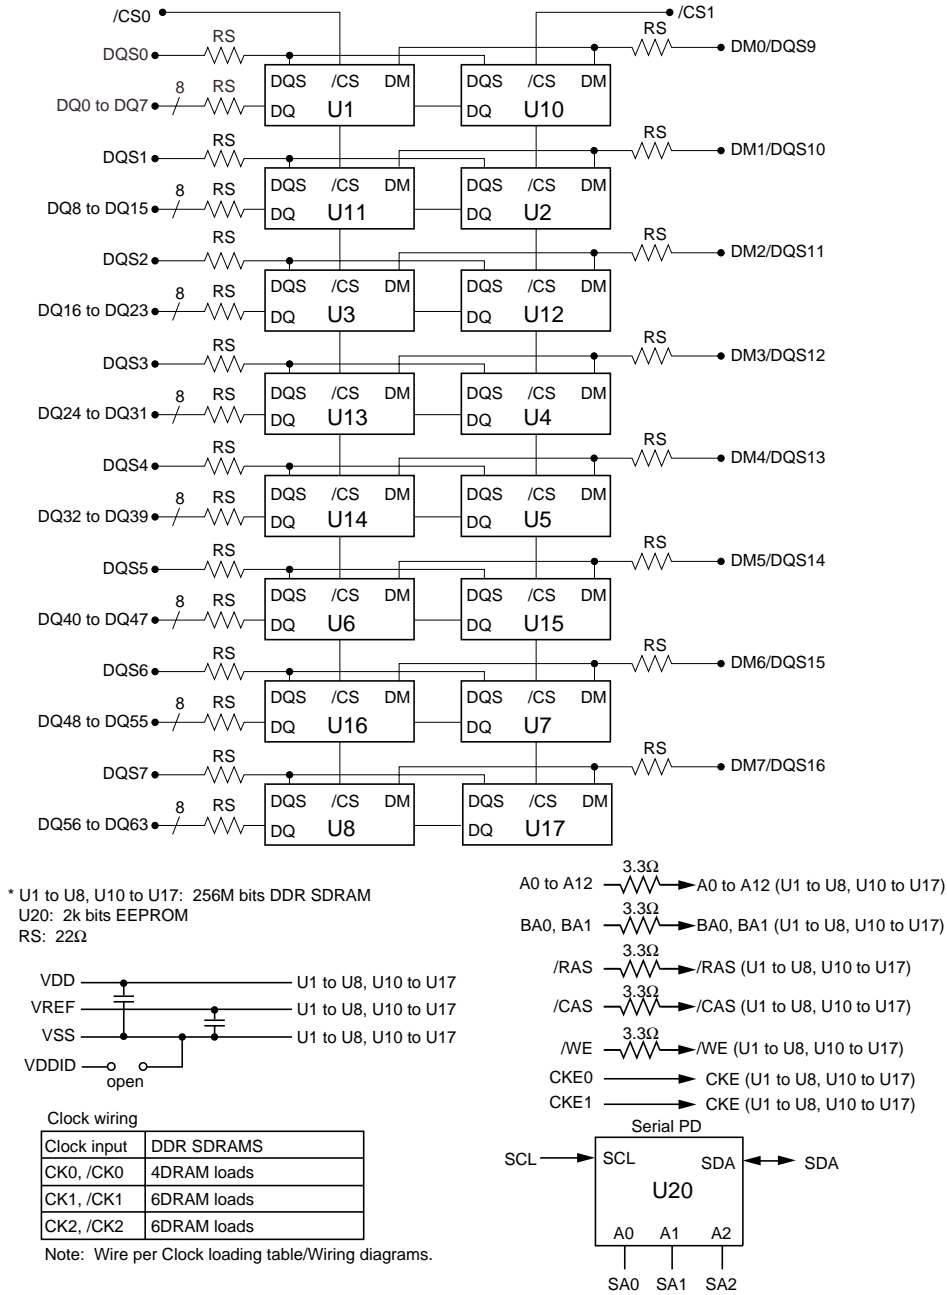 /CS0
/CS1
RS RS
DQS0 DM0/DQS9
DQS /CS DM DQS /CS DM
8 RS
DQ0 to DQ7 DQ U1 DQ U10
RS RS
DQS1 DM1/DQS10
DQS /CS DM DQS /CS DM
8 RS
DQ8 to DQ15 DQ U11 DQ U2
RS RS
DQS2 DM2/DQS11
DQS /CS DM DQS /CS DM
8 RS
DQ16 to DQ23 DQ U3 DQ U12
RS RS
DQS3 DM3/DQS12
DQS /CS DM DQS /CS DM
8 RS
DQ24 to DQ31 DQ U13 DQ U4
RS RS
DQS4 DM4/DQS13
DQS /CS DM DQS /CS DM
8 RS
DQ32 to DQ39 DQ U14 DQ U5
RS RS
DQS5 DM5/DQS14
DQS /CS DM DQS /CS DM
8 RS
DQ40 to DQ47 DQ U6 DQ U15
RS RS
DQS6 DM6/DQS15
DQS /CS DM DQS /CS DM
8 RS
DQ48 to DQ55 DQ U16 DQ U7
RS RS
DQS7 DM7/DQS16
DQS /CS DM DQS /CS DM
8 RS
DQ56 to DQ63 DQ U8 DQ U17
* U1 to U8, U10 to U17: 256M bits DDR SDRAM
U20: 2k bits EEPROM
RS: 22Ω
VDD U1 to U8, U10 to U17
VREF U1 to U8, U10 to U17
VSS U1 to U8, U10 to U17
VDDID
open
Clock wiring
Clock input DDR SDRAMS
CK0, /CK0 4DRAM loads
CK1, /CK1 6DRAM loads
CK2, /CK2 6DRAM loads
Note: Wire per Clock loading table/Wiring diagrams.
3.3Ω
A0 to A12 A0 to A12 (U1 to U8, U10 to U17)
3.3Ω
BA0, BA1 BA0, BA1 (U1 to U8, U10 to U17)
3.3Ω
/RAS /RAS (U1 to U8, U10 to U17)
3.3Ω
/CAS /CAS (U1 to U8, U10 to U17)
3.3Ω
/WE /WE (U1 to U8, U10 to U17)
CKE0 CKE (U1 to U8, U10 to U17)
CKE1 CKE (U1 to U8, U10 to U17)
Serial PD
SCL SCL SDA SDA
U20
A0 A1 A2
SA0 SA1 SA2